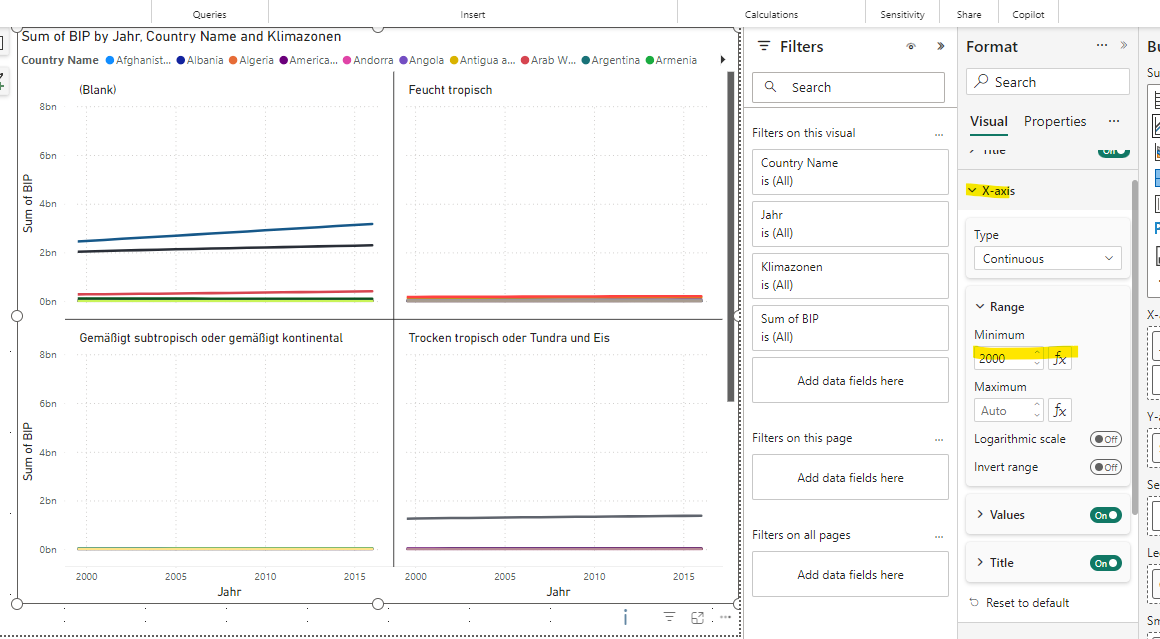 Queries Insert Calculations Sensitivity Share Copilot
Sum of BIP by Jahr, Country Name and Klimazonen
Country Name Afghanist... Albania Algeria America... Andorra Angola Antigua a... Arab W... Argentina Armenia
(Blank) Feucht tropisch
8bn
6bn
4bn
2bn
0bn
Sum of BIP
Gemäßigt subtropisch oder gemäßigt kontinental Trocken tropisch oder Tundra und Eis
8bn
6bn
4bn
2bn
0bn
Sum of BIP
2000 2005 2010 2015 2000 2005 2010 2015
Jahr Jahr
Filters
Search
Filters on this visual ...
Country Name
is (All)
Jahr
is (All)
Klimazonen
is (All)
Sum of BIP
is (All)
Add data fields here
Filters on this page ...
Add data fields here
Filters on all pages ...
Add data fields here
Format
Search
Visual Properties
Title On
X-axis
Type
Continuous
Range
Minimum
2000 fx
Maximum
Auto fx
Logarithmic scale Off
Invert range Off
Values On
Title On
Reset to default